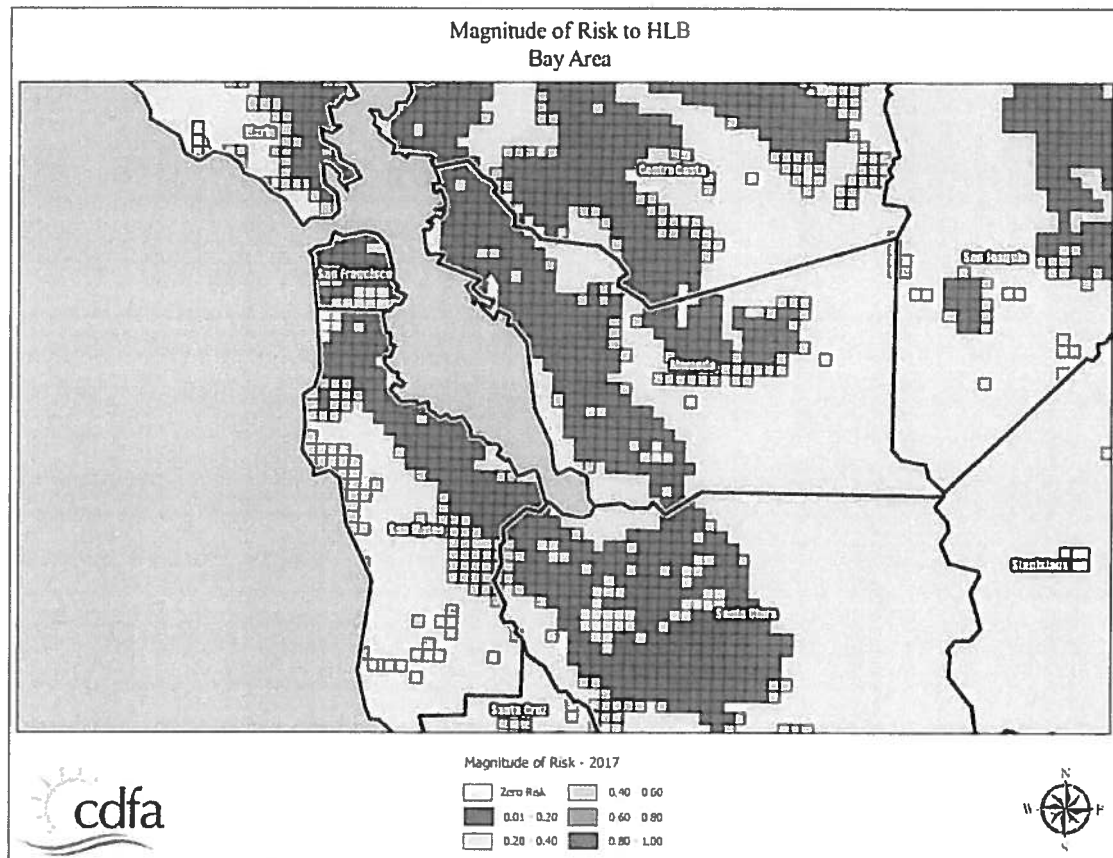 Magnitude of Risk to HLB
Bay Area
Marin
Contra Costa
San Francisco
San Joaquin
Alameda
San Mateo
Stanislaus
Santa Clara
Santa Cruz
Magnitude of Risk - 2017
Zero Risk
0.40 - 0.60
0.01 - 0.20
0.60 - 0.80
0.20 - 0.40
0.80 - 1.00
cdfa
N
W
E
S